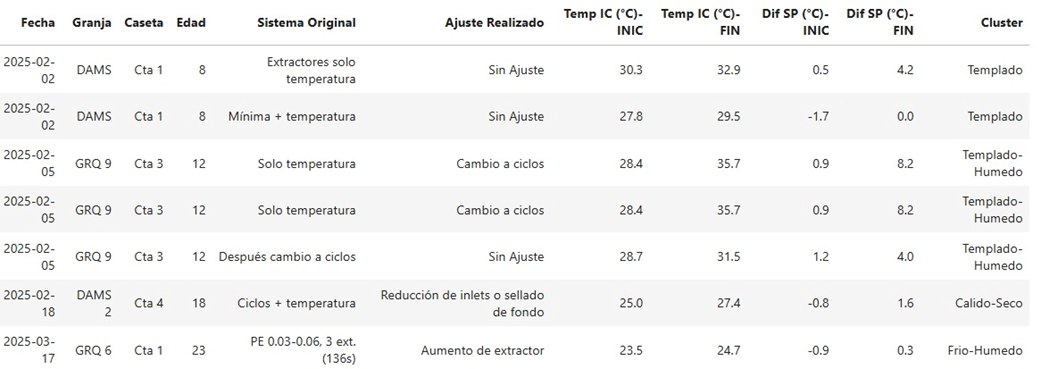 Fecha Granja Caseta Edad Sistema Original Ajuste Realizado Temp IC (°C)-INIC Temp IC (°C)-FIN Dif SP (°C)-INIC Dif SP (°C)-FIN Cluster
2025-02-02 DAMS Cta 1 8 Extractores solo temperatura Sin Ajuste 30.3 32.9 0.5 4.2 Templado
2025-02-02 DAMS Cta 1 8 Mínima + temperatura Sin Ajuste 27.8 29.5 -1.7 0.0 Templado
2025-02-05 GRQ 9 Cta 3 12 Solo temperatura Cambio a ciclos 28.4 35.7 0.9 8.2 Templado-Humedo
2025-02-05 GRQ 9 Cta 3 12 Solo temperatura Cambio a ciclos 28.4 35.7 0.9 8.2 Templado-Humedo
2025-02-05 GRQ 9 Cta 3 12 Después cambio a ciclos Sin Ajuste 28.7 31.5 1.2 4.0 Templado-Humedo
2025-02-18 DAMS 2 Cta 4 18 Ciclos + temperatura Reducción de inlets o sellado de fondo 25.0 27.4 -0.8 1.6 Calido-Seco
2025-03-17 GRQ 6 Cta 1 23 PE 0.03-0.06, 3 ext. (136s) Aumento de extractor 23.5 24.7 -0.9 0.3 Frio-Humedo